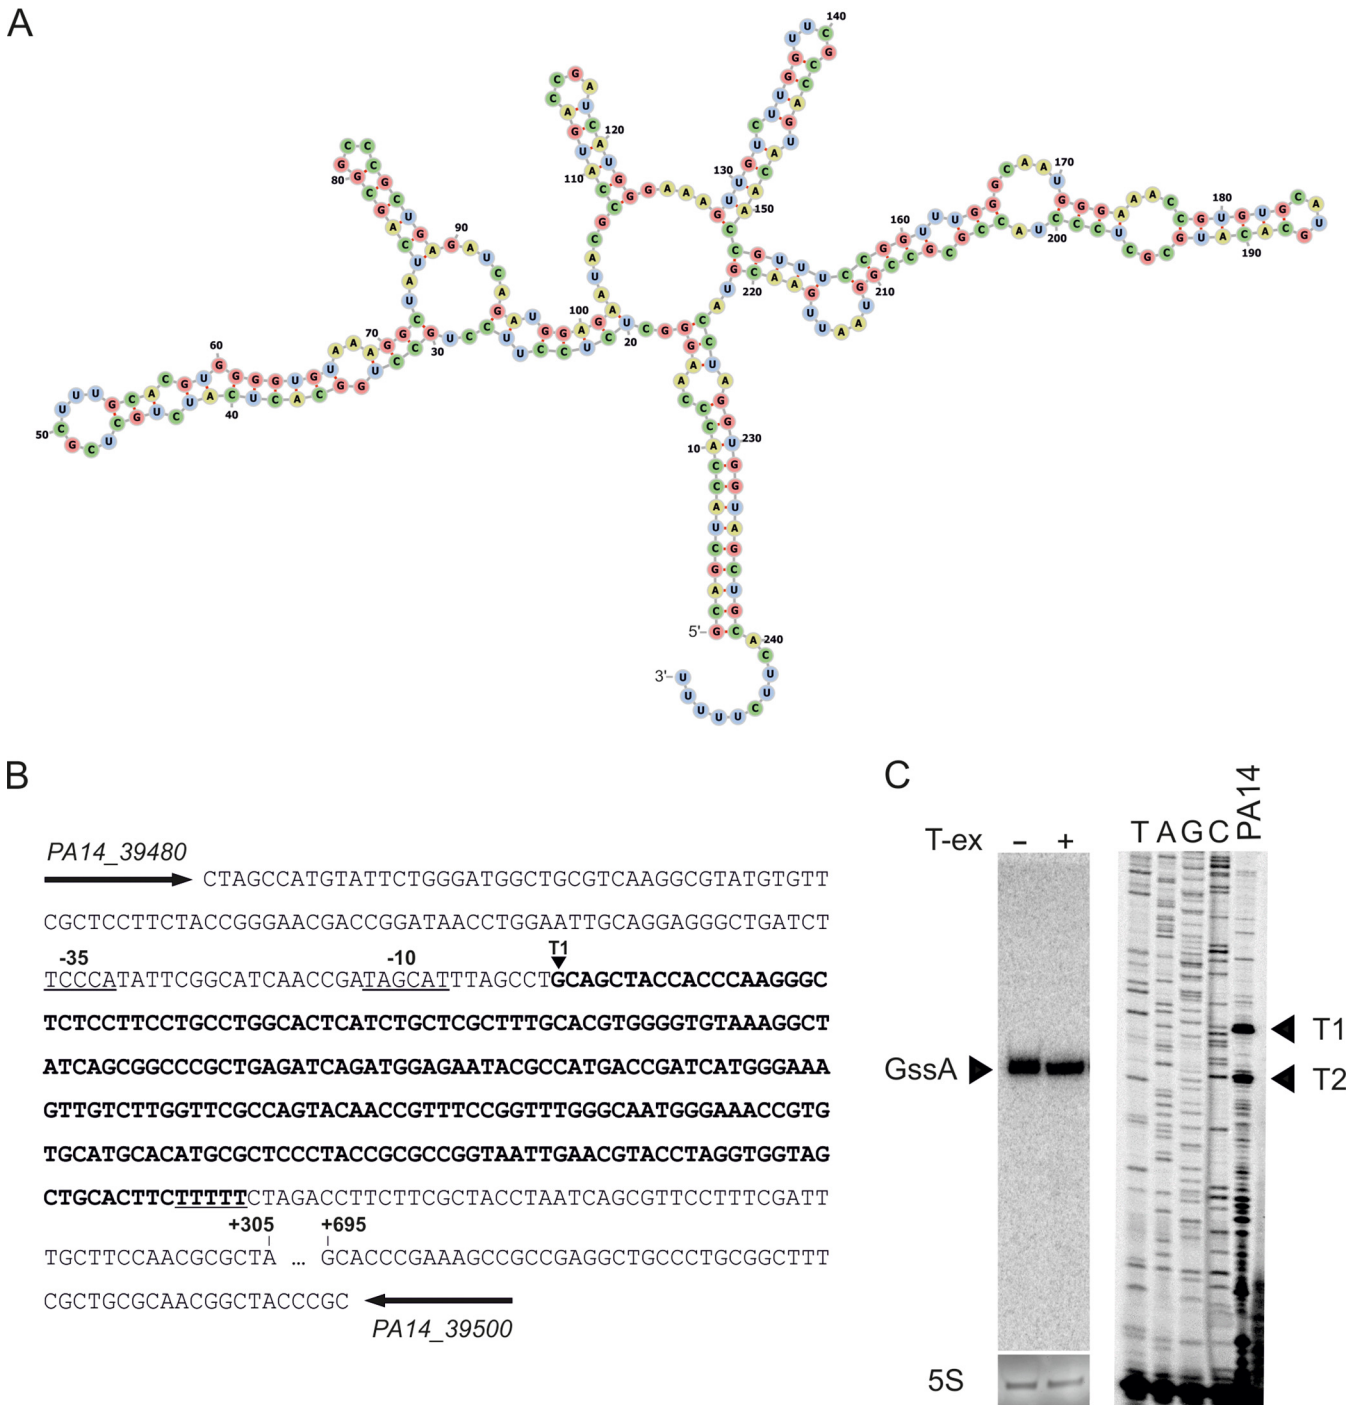 A
140
120
130
110
150
80
90
170
160
180
190
200
210
220
70
100
60
20
30
40
50
10
230
5'
240
3'
B
PA14_39480
CTAGCCATGTATTCTGGGATGGCTGCGTCAAGGCGTATGTGTT
CGCTCCTTCTACCGGGAACGACCGGATAACCTGGAATTGCAGGAGGGCTGATCT
-35 -10 T1
TCCCATATTCGGCATCAACCGATAGCATTTAGCCTGCAGCTACCACCCAAGGGC
TCTCCTTCCTGCCTGGCACTCATCTGCTCGCTTTGCACGTGGGGTGTAAAGGCT
ATCAGCGGCCCGCTGAGATCAGATGGAGAATACGCCATGACCGATCATGGGAAA
GTTGTCTTGGTTCGCCAGTACAACCGTTTCCGGTTTGGGCAATGGGAAACCGTG
TGCATGCACATGCGCTCCCTACCGCGCCGGTAATTGAACGTACCTAGGTGGTAG
CTGCACTTCTTTTTCTAGACCTTCTTCGCTACCTAATCAGCGTTCCTTTCGATT
+305 +695
TGCTTCCAACGCGCTA ... GCACCCGAAAGCCGCCGAGGCTGCCCTGCGGCTTT
CGCTGCGCAACGGCTACCCGC
PA14_39500
C
T-ex - +
T A G C PA14
GssA
T1
T2
5S